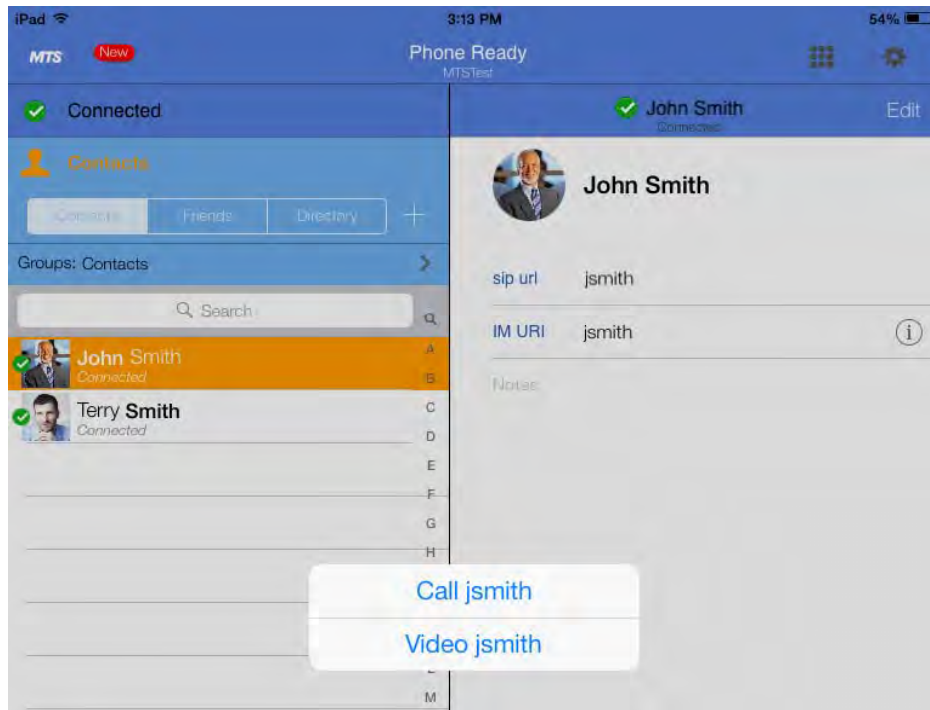 iPad
3:13 PM
54%
MTS
New
Phone Ready
MTSTest
Connected
John Smith
Connected
Edit
Contacts
Contacts
Friends
Directory
Groups: Contacts
Search
John Smith
Connected
Terry Smith
Connected
A
B
C
D
E
F
G
H
L
M
John Smith
sip url
jsmith
IM URI
jsmith
Notes
Call jsmith
Video jsmith